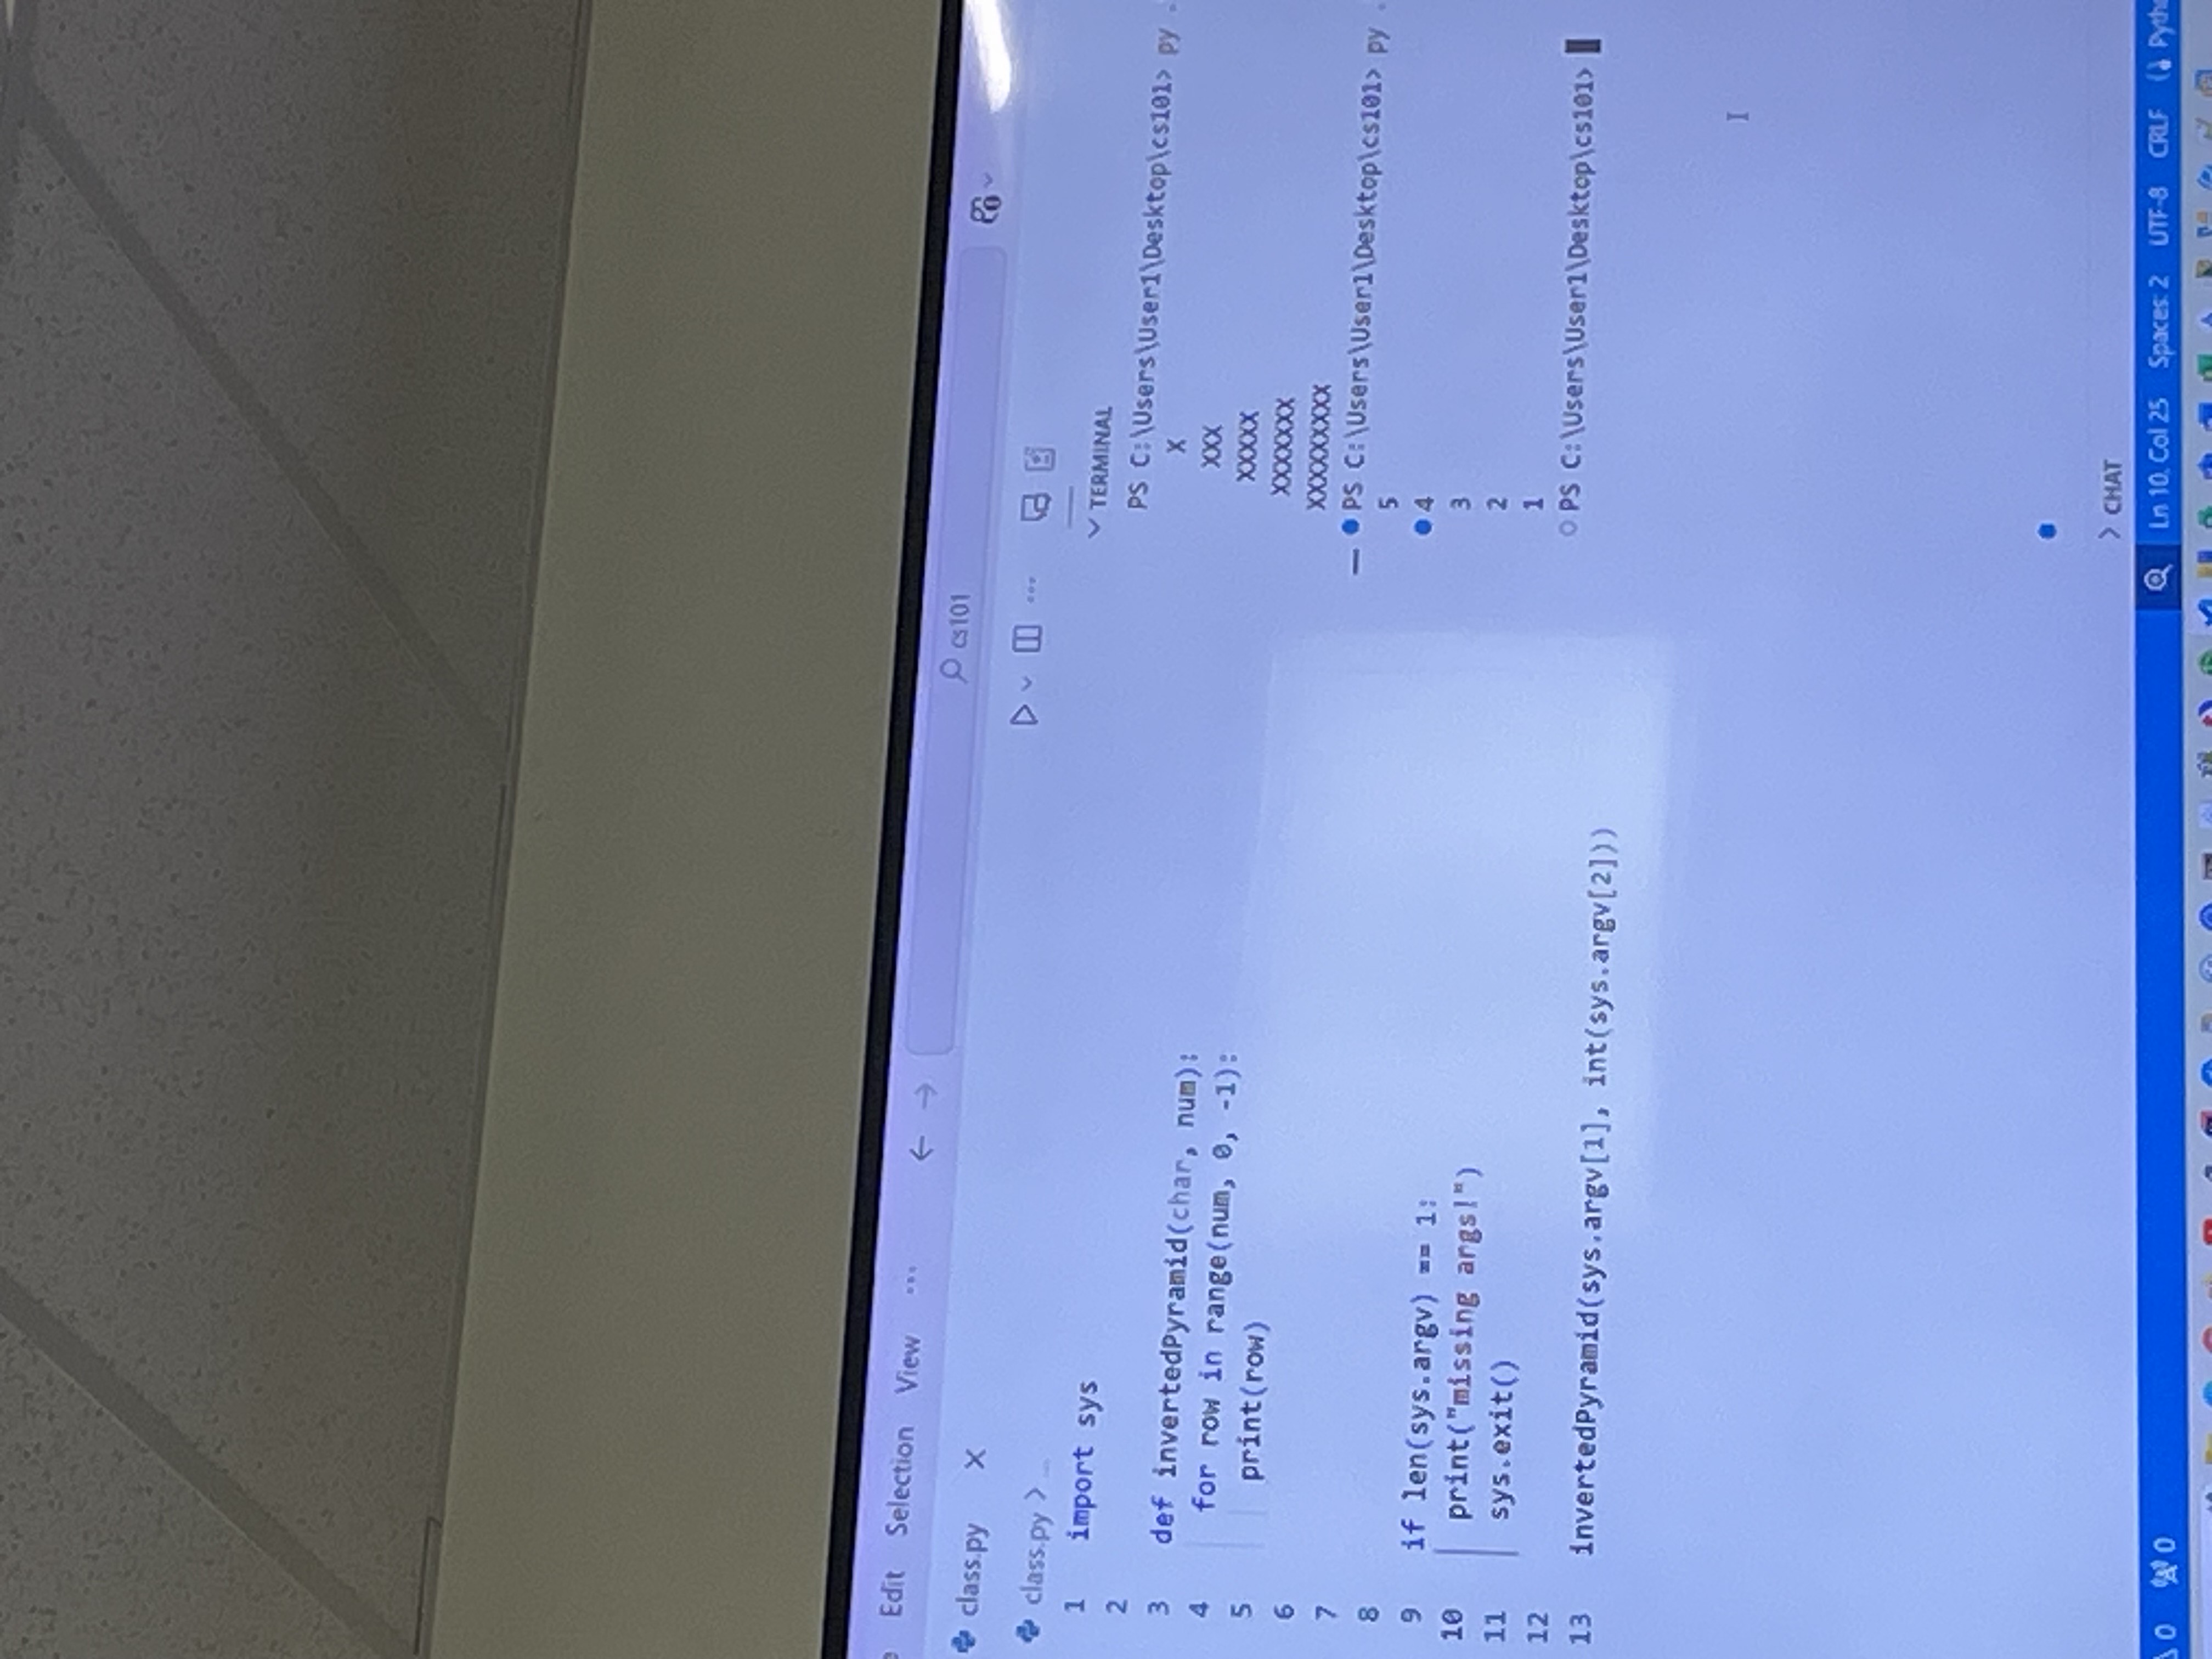 Edit Selection View ...
cs101
class.py
class.py > ...
1 import sys
2
3 def invertedPyramid(char, num):
4 for row in range(num, 0, -1):
5 print(row)
6
7
8
9 if len(sys.argv) == 1:
10 print("missing args!")
11 sys.exit()
12
13 invertedPyramid(sys.argv[1], int(sys.argv[2]))
TERMINAL
PS C:\Users\User1\Desktop\cs101> py .
X
XXX
XXXXX
XXXXXXX
XXXXXXXXX
PS C:\Users\User1\Desktop\cs101> py .
5
4
3
2
1
PS C:\Users\User1\Desktop\cs101>
CHAT
0 0 Ln 10, Col 25 Spaces: 2 UTF-8 CRLF Pytho